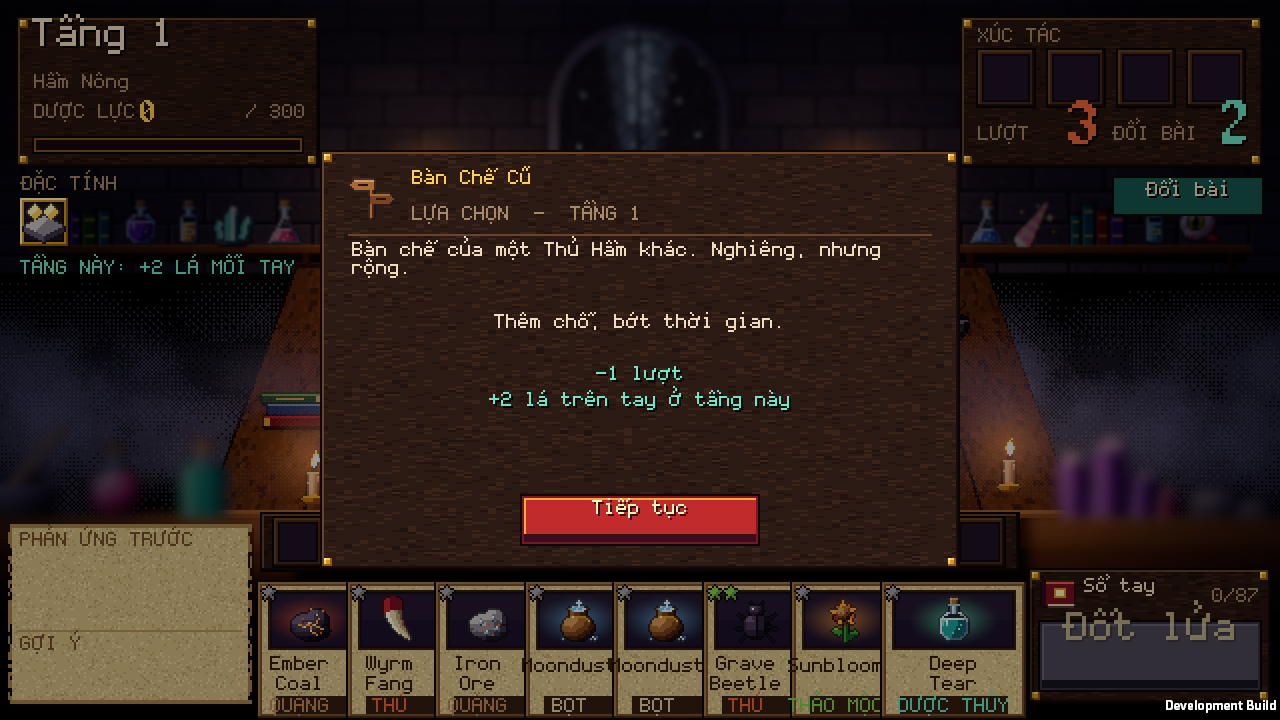 Tầng 1
Hầm Nông
DƯỢC LỰC 0 / 300
ĐẶC TÍNH
TẦNG NÀY: +2 LÁ MỖI TAY
XÚC TÁC
LƯỢT 3 ĐỔI BÀI 2
Đổi bài
Bàn Chế Cũ
LỰA CHỌN – TẦNG 1
Bàn chế của một Thủ Hầm khác. Nghiêng, nhưng
rộng.
Thêm chỗ, bớt thời gian.
-1 lượt
+2 lá trên tay ở tầng này
Tiếp tục
PHẢN ỨNG TRƯỚC
GỢI Ý
Ember Coal
QUẶNG
Wyrm Fang
THÚ
Iron Ore
QUẶNG
Moondust
BỘT
Moondust
BỘT
Grave Beetle
THÚ
Sunbloom
THẢO MỘC
Deep Tear
DƯỢC THỦY
Sổ tay 0/87
Đốt lửa
Development Build